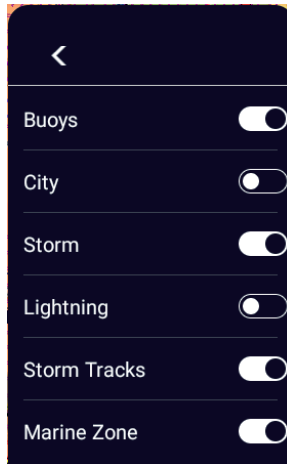 Buoys
City
Storm
Lightning
Storm Tracks
Marine Zone